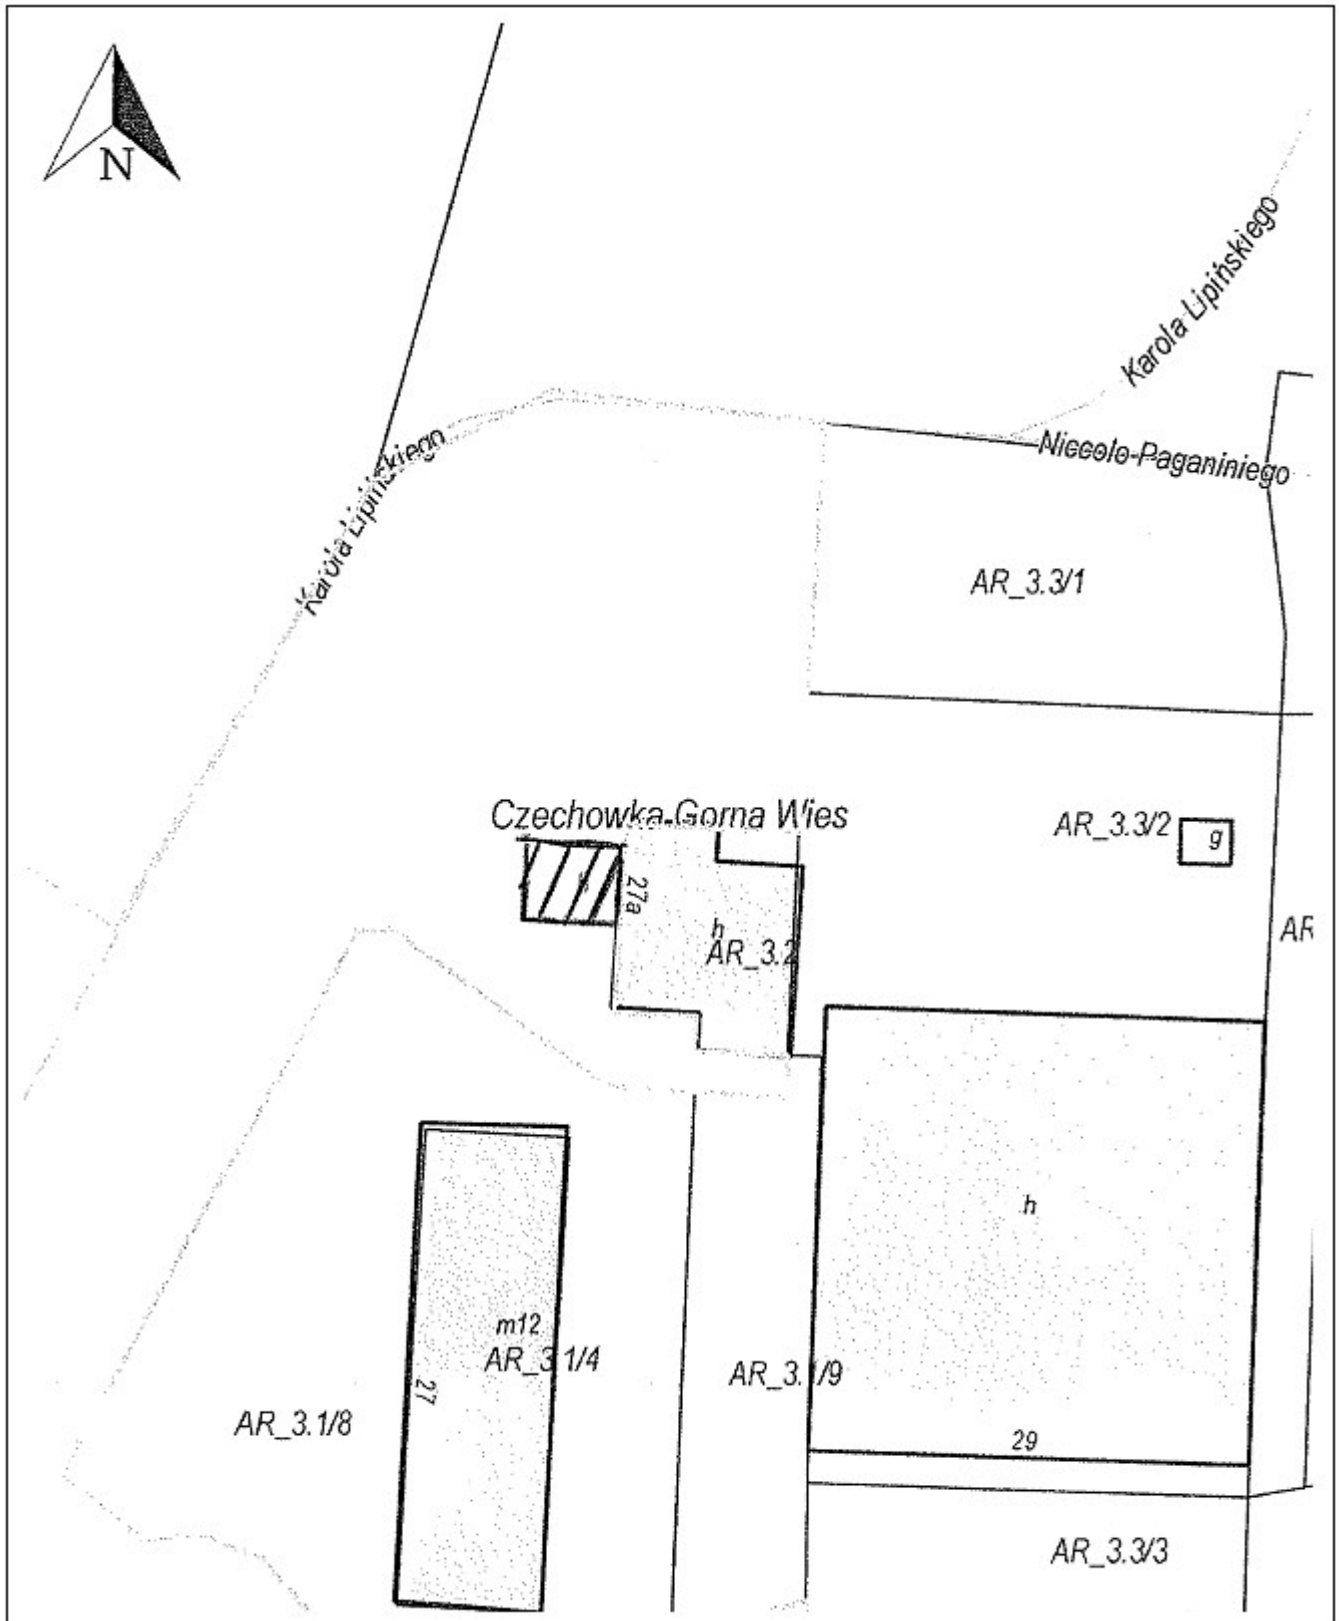 N
Karola Lipińskiego
Niccolo Paganiniego
Karola Lipińskiego
AR_3.3/1
Czechowka-Gorna Wies
AR_3.3/2
g
27a
h
AR_3.2
AR
h
m12
AR_3.1/4
27
AR_3.1/9
AR_3.1/8
29
AR_3.3/3